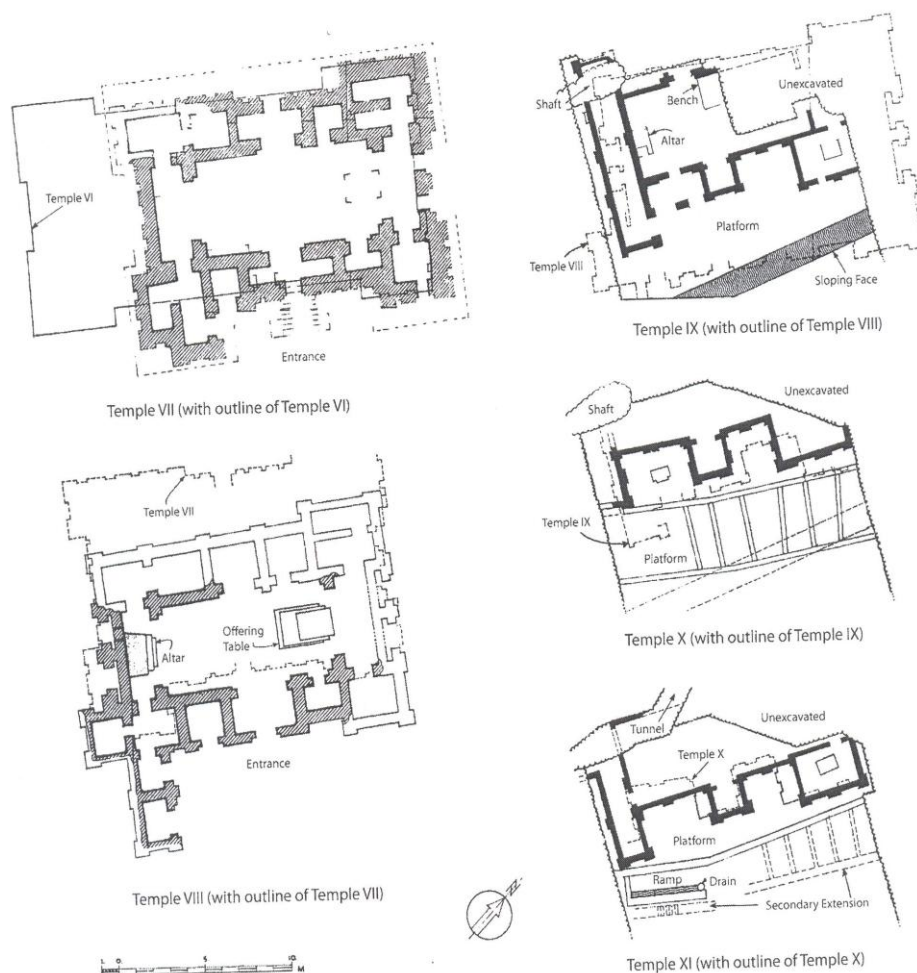 Temple VI
Entrance
Temple VII (with outline of Temple VI)
Temple VII
Offering
Table
Altar
Entrance
Temple VIII (with outline of Temple VII)
Shaft
Bench
Unexcavated
Altar
Platform
Temple VIII
Sloping Face
Temple IX (with outline of Temple VIII)
Shaft
Unexcavated
Temple IX
Platform
Temple X (with outline of Temple IX)
Tunnel
Unexcavated
Temple X
Platform
Ramp
Drain
Secondary Extension
Temple XI (with outline of Temple X)
N
1. 0. 5 10.
M